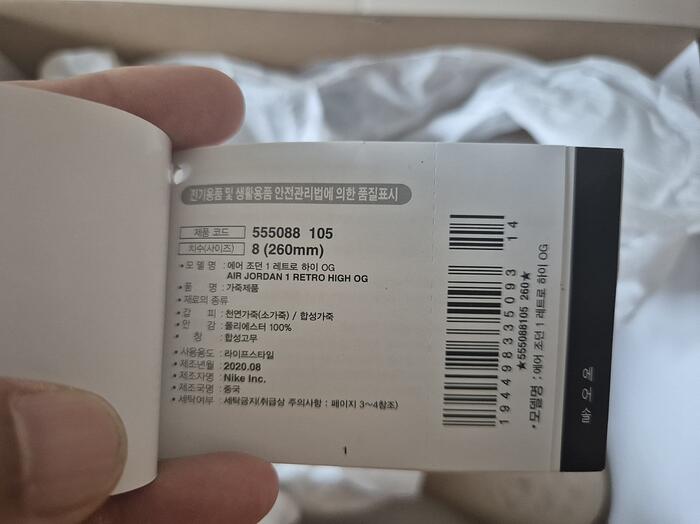 전기용품 및 생활용품 안전관리법에 의한 품질표시
제품 코드 555088 105
치수(사이즈) 8 (260mm)
• 모 델 명 : 에어 조던 1 레트로 하이 OG
AIR JORDAN 1 RETRO HIGH OG
• 품 명 : 가죽제품
• 재료의 종류
• 갑 피 : 천연가죽(소가죽) / 합성가죽
• 안 감 : 폴리에스터 100%
• 창 : 합성고무
• 사용용도 : 라이프스타일
• 제조년월 : 2020.08
• 제조자명 : Nike Inc.
• 제조국명 : 중국
• 세탁여부 : 세탁금지(취급상 주의사항 : 페이지 3~4참조)
1
1 4
194498335093
★555088105 260★
•모델명 : 에어 조던 1 레트로 하이 OG